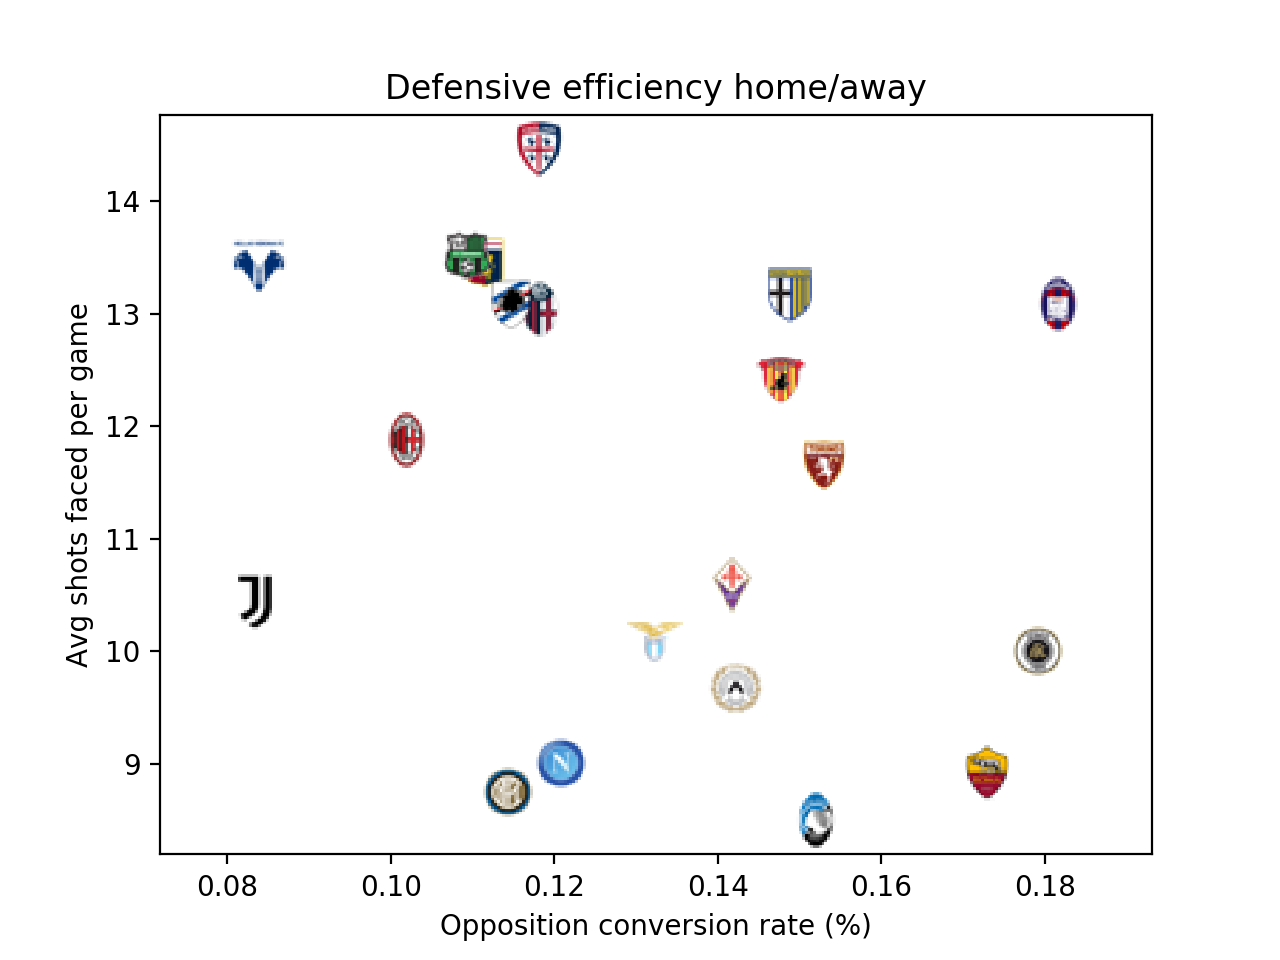 Defensive efficiency home/away
Avg shots faced per game
14
13
12
11
10
9
0.08 0.10 0.12 0.14 0.16 0.18
Opposition conversion rate (%)
TORINO
N